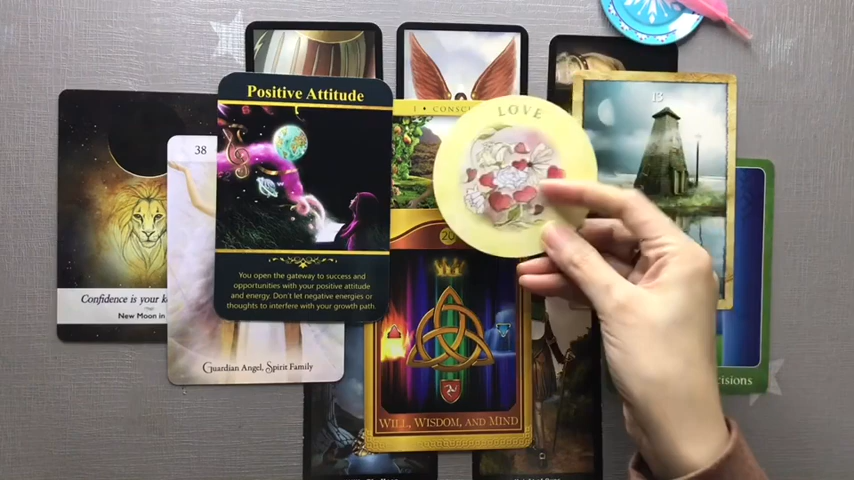 Positive Attitude
You open the gateway to success and
opportunities with your positive attitude
and energy. Don't let negative energies or
thoughts to interfere with your growth path.
38
Guardian Angel, Spirit Family
Confidence is your
New Moon in
LOVE
13
20
WILL, WISDOM, AND MIND